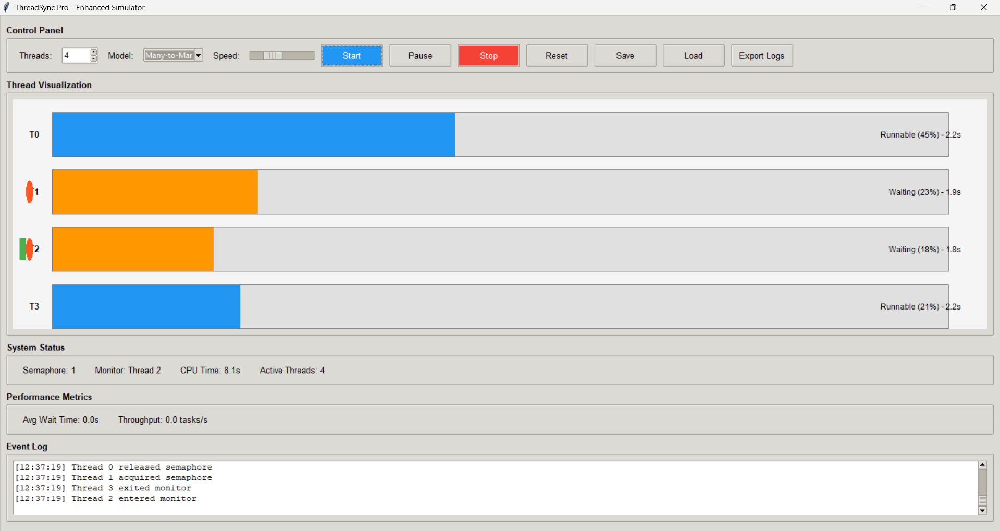 ThreadSync Pro - Enhanced Simulator
Control Panel
Threads: 4 Model: Many-to-Mar Speed: Start Pause Stop Reset Save Load Export Logs
Thread Visualization
T0 Runnable (45%) - 2.2s
1 Waiting (23%) - 1.9s
2 Waiting (18%) - 1.8s
T3 Runnable (21%) - 2.2s
System Status
Semaphore: 1 Monitor: Thread 2 CPU Time: 8.1s Active Threads: 4
Performance Metrics
Avg Wait Time: 0.0s Throughput: 0.0 tasks/s
Event Log
[12:37:19] Thread 0 released semaphore
[12:37:19] Thread 1 acquired semaphore
[12:37:19] Thread 3 exited monitor
[12:37:19] Thread 2 entered monitor